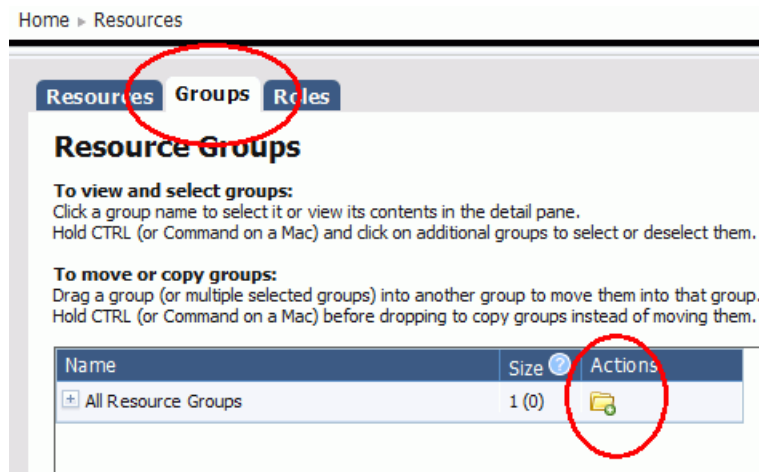 Home ▸ Resources
Resources Groups Roles
Resource Groups
To view and select groups:
Click a group name to select it or view its contents in the detail pane.
Hold CTRL (or Command on a Mac) and click on additional groups to select or deselect them.
To move or copy groups:
Drag a group (or multiple selected groups) into another group to move them into that group.
Hold CTRL (or Command on a Mac) before dropping to copy groups instead of moving them.
Name Size ? Actions
+ All Resource Groups 1 (0)